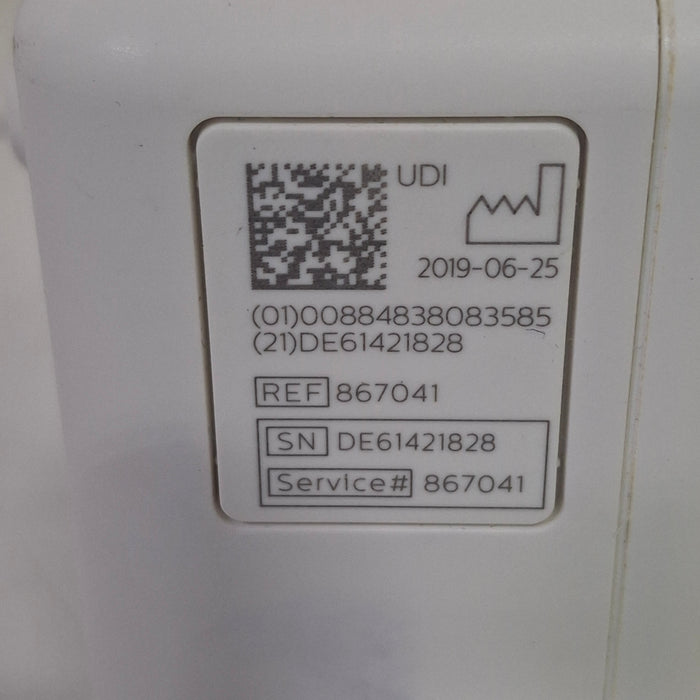 UDI
2019-06-25
(01)00884838083585
(21)DE61421828
REF 867041
SN DE61421828
Service# 867041